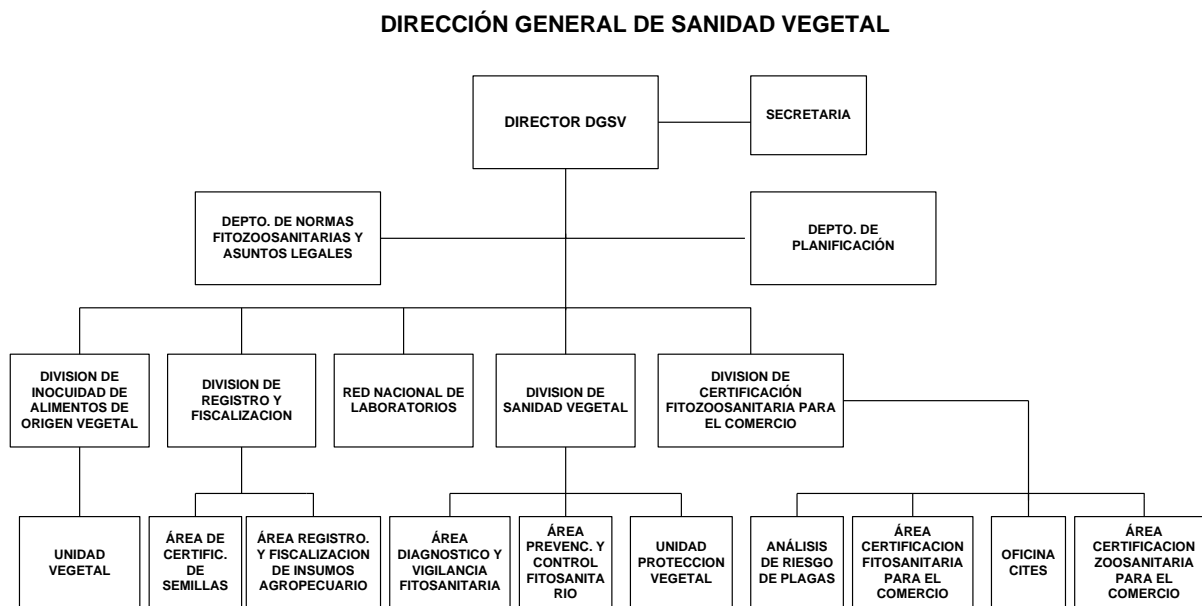 DIRECCIÓN GENERAL DE SANIDAD VEGETAL
DIRECTOR DGSV
SECRETARIA
DEPTO. DE NORMAS
FITOZOOSANITARIAS Y
ASUNTOS LEGALES
DEPTO. DE
PLANIFICACIÓN
DIVISION DE
INOCUIDAD DE
ALIMENTOS DE
ORIGEN VEGETAL
DIVISION DE
REGISTRO Y
FISCALIZACION
RED NACIONAL DE
LABORATORIOS
DIVISION DE
SANIDAD VEGETAL
DIVISION DE
CERTIFICACIÓN
FITOZOOSANITARIA PARA
EL COMERCIO
UNIDAD
VEGETAL
ÁREA DE
CERTIFIC.
DE
SEMILLAS
ÁREA REGISTRO.
Y FISCALIZACION
DE INSUMOS
AGROPECUARIO
ÁREA
DIAGNOSTICO Y
VIGILANCIA
FITOSANITARIA
ÁREA
PREVENC. Y
CONTROL
FITOSANITA
RIO
UNIDAD
PROTECCION
VEGETAL
ANÁLISIS
DE RIESGO
DE PLAGAS
ÁREA
CERTIFICACION
FITOSANITARIA
PARA EL
COMERCIO
OFICINA
CITES
ÁREA
CERTIFICACION
ZOOSANITARIA
PARA EL
COMERCIO